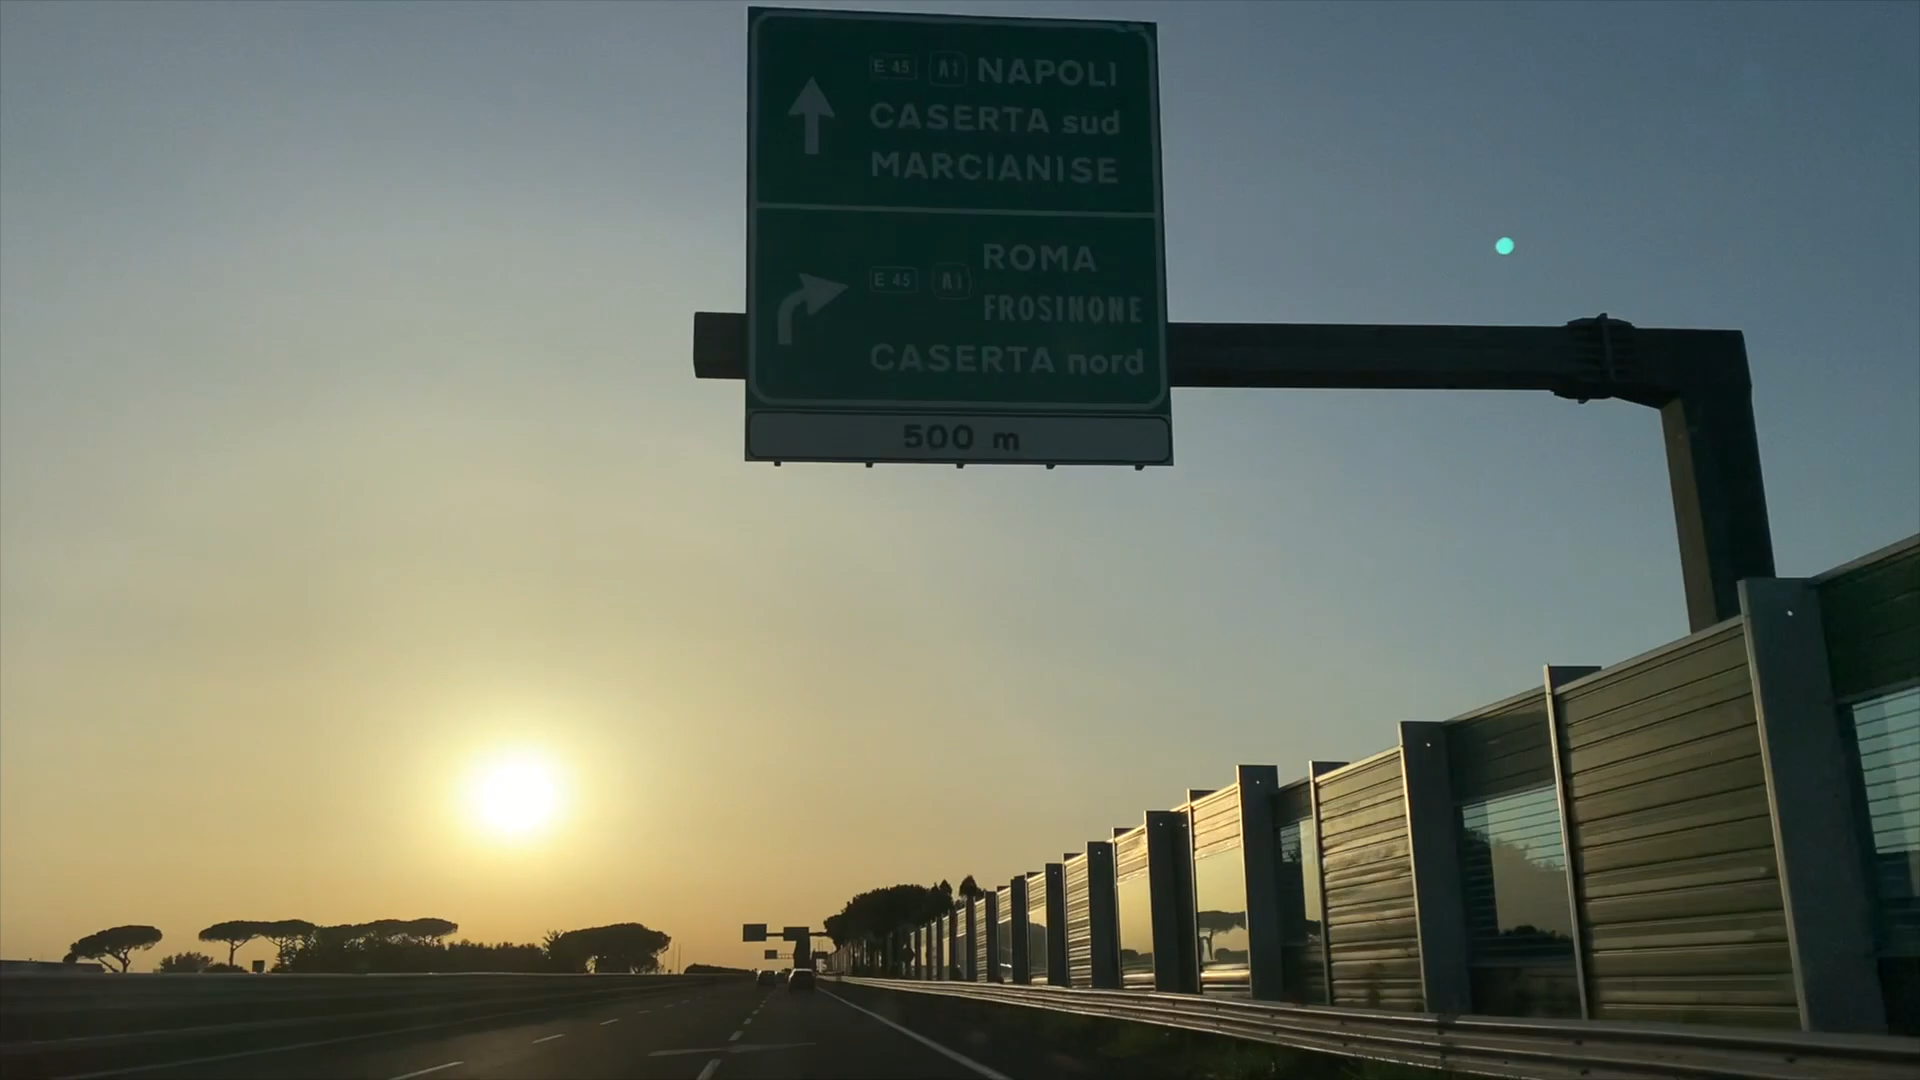 E 45 A1 NAPOLI
CASERTA sud
MARCIANISE
ROMA
E 45 A1
FROSINONE
CASERTA nord
500 m